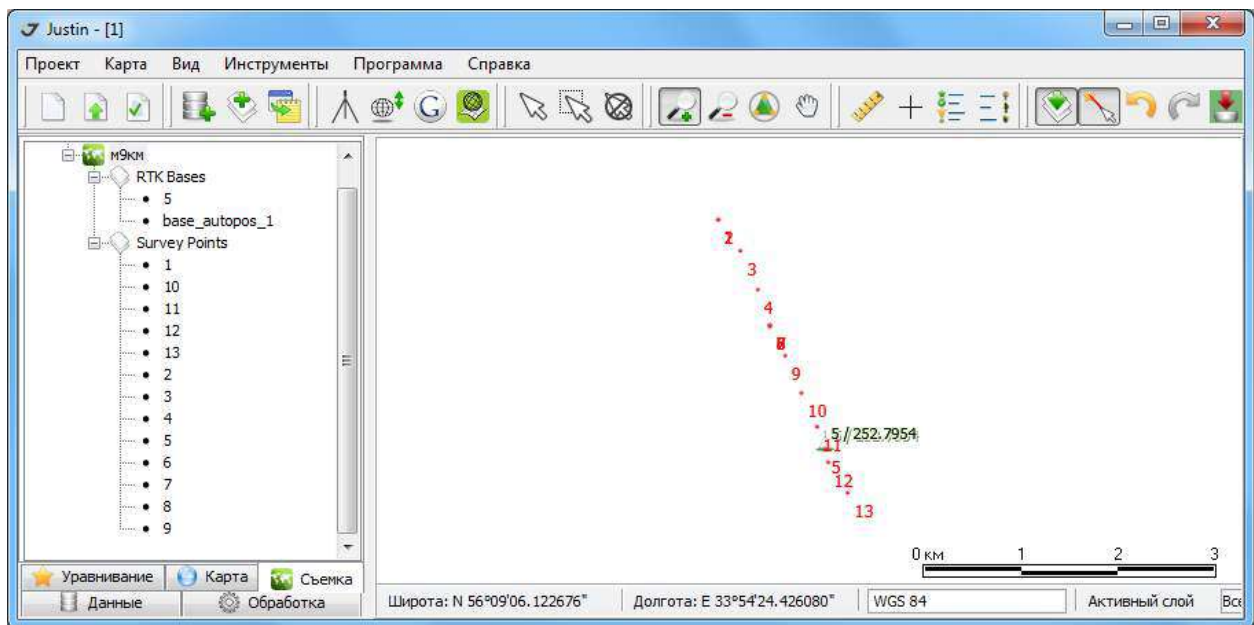 Justin - [1]
Проект Карта Вид Инструменты Программа Справка
м9км
RTK Bases
5
base_autopos_1
Survey Points
1
10
11
12
13
2
3
4
5
6
7
8
9
3
4
9
10
5 / 252.7954
11
5
12
13
0 км 1 2 3
Уравнивание Карта Съемка
Данные Обработка
Широта: N 56°09'06.122676" Долгота: E 33°54'24.426080" WGS 84 Активный слой Все